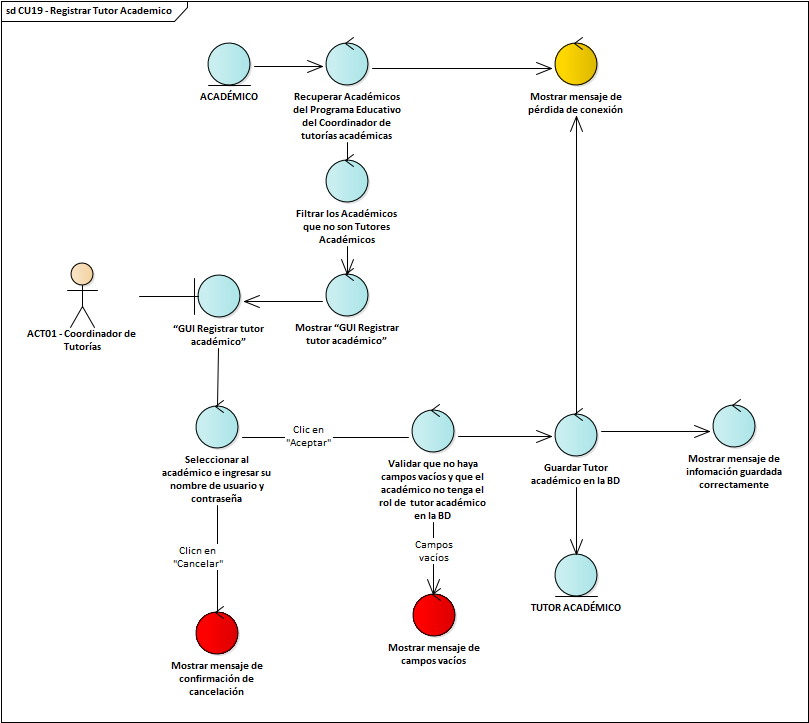 sd CU19 - Registrar Tutor Academico
ACADÉMICO
Recuperar Académicos
del Programa Educativo
del Coordinador de
tutorías académicas
Mostrar mensaje de
pérdida de conexión
Filtrar los Académicos
que no son Tutores
Académicos
ACT01 - Coordinador de
Tutorías
“GUI Registrar tutor
académico”
Mostrar “GUI Registrar
tutor académico”
Seleccionar al
académico e ingresar su
nombre de usuario y
contraseña
Clic en
"Aceptar"
Validar que no haya
campos vacíos y que el
académico no tenga el
rol de tutor académico
en la BD
Guardar Tutor
académico en la BD
Mostrar mensaje de
infomación guardada
correctamente
Clicn en
"Cancelar"
Campos
vacíos
TUTOR ACADÉMICO
Mostrar mensaje de
confirmación de
cancelación
Mostrar mensaje de
campos vacíos